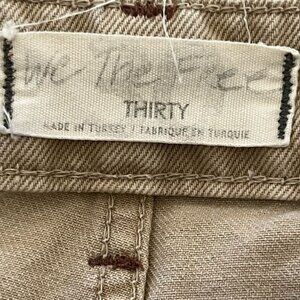 We The Free
THIRTY
MADE IN TURKEY / FABRIQUE EN TURQUIE